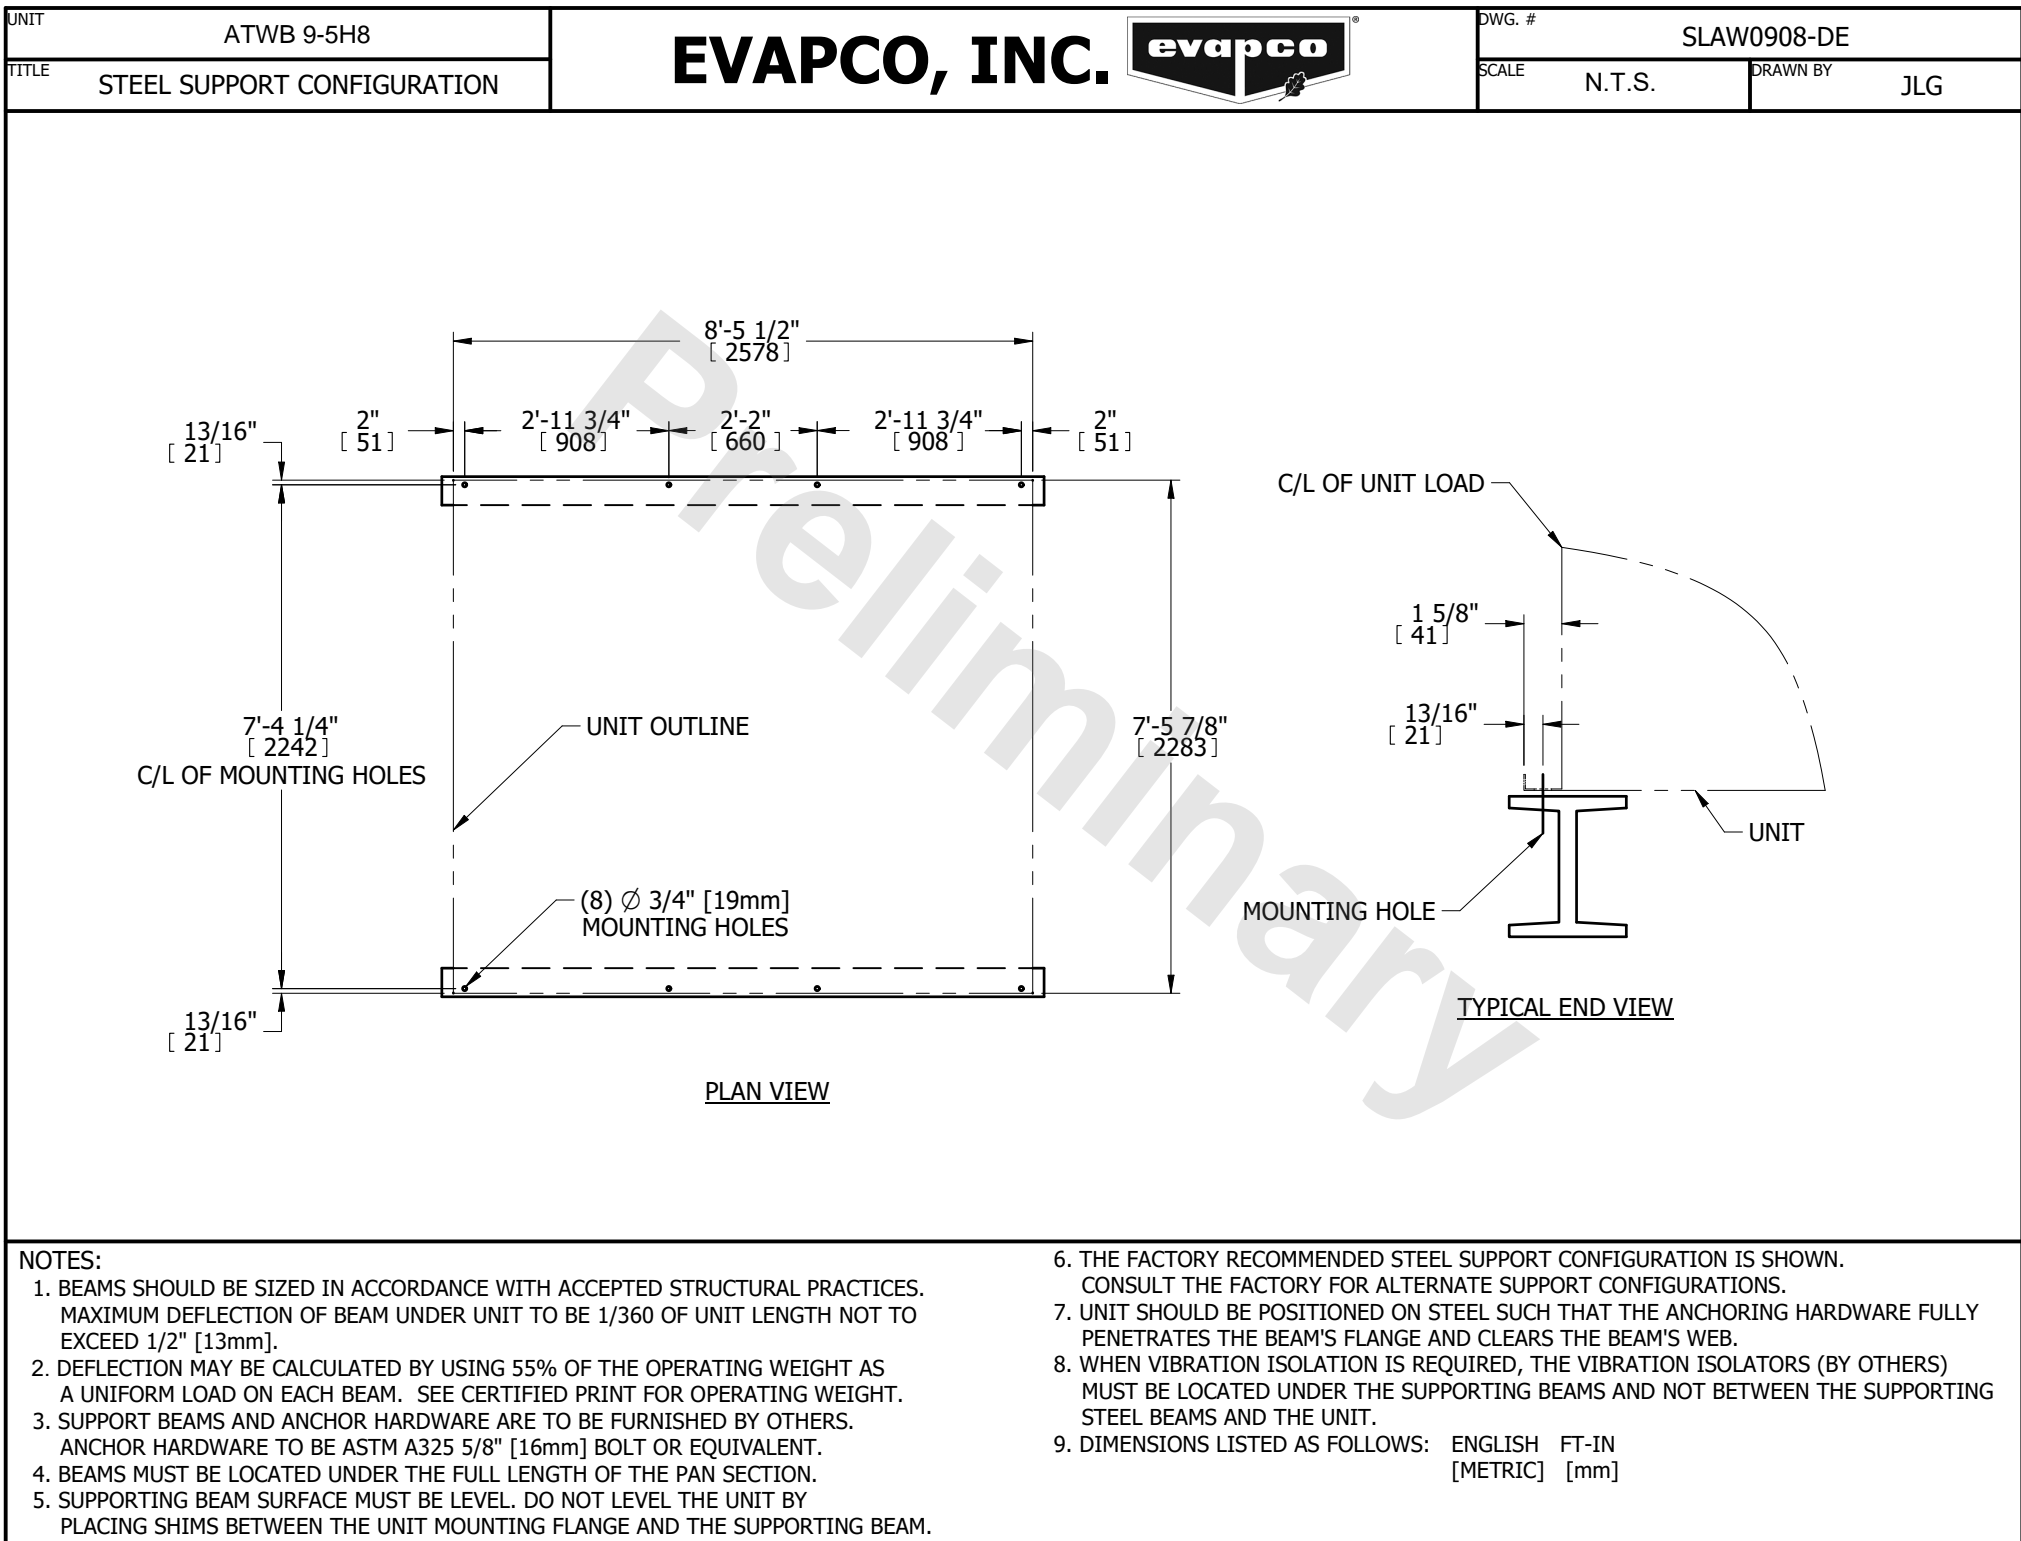 UNIT
ATWB 9-5H8
TITLE
STEEL SUPPORT CONFIGURATION
EVAPCO, INC.
evapco
®
DWG. #
SLAW0908-DE
SCALE
N.T.S.
DRAWN BY
JLG
8'-5 1/2"
[ 2578 ]
13/16"
[ 21 ]
2"
[ 51 ]
2'-11 3/4"
[ 908 ]
2'-2"
[ 660 ]
2'-11 3/4"
[ 908 ]
2"
[ 51 ]
7'-4 1/4"
[ 2242 ]
C/L OF MOUNTING HOLES
UNIT OUTLINE
7'-5 7/8"
[ 2283 ]
(8) Ø 3/4" [19mm]
MOUNTING HOLES
13/16"
[ 21 ]
PLAN VIEW
C/L OF UNIT LOAD
1 5/8"
[ 41 ]
13/16"
[ 21 ]
UNIT
MOUNTING HOLE
TYPICAL END VIEW
Preliminary
NOTES:
1. BEAMS SHOULD BE SIZED IN ACCORDANCE WITH ACCEPTED STRUCTURAL PRACTICES.
MAXIMUM DEFLECTION OF BEAM UNDER UNIT TO BE 1/360 OF UNIT LENGTH NOT TO
EXCEED 1/2" [13mm].
2. DEFLECTION MAY BE CALCULATED BY USING 55% OF THE OPERATING WEIGHT AS
A UNIFORM LOAD ON EACH BEAM. SEE CERTIFIED PRINT FOR OPERATING WEIGHT.
3. SUPPORT BEAMS AND ANCHOR HARDWARE ARE TO BE FURNISHED BY OTHERS.
ANCHOR HARDWARE TO BE ASTM A325 5/8" [16mm] BOLT OR EQUIVALENT.
4. BEAMS MUST BE LOCATED UNDER THE FULL LENGTH OF THE PAN SECTION.
5. SUPPORTING BEAM SURFACE MUST BE LEVEL. DO NOT LEVEL THE UNIT BY
PLACING SHIMS BETWEEN THE UNIT MOUNTING FLANGE AND THE SUPPORTING BEAM.
6. THE FACTORY RECOMMENDED STEEL SUPPORT CONFIGURATION IS SHOWN.
CONSULT THE FACTORY FOR ALTERNATE SUPPORT CONFIGURATIONS.
7. UNIT SHOULD BE POSITIONED ON STEEL SUCH THAT THE ANCHORING HARDWARE FULLY
PENETRATES THE BEAM'S FLANGE AND CLEARS THE BEAM'S WEB.
8. WHEN VIBRATION ISOLATION IS REQUIRED, THE VIBRATION ISOLATORS (BY OTHERS)
MUST BE LOCATED UNDER THE SUPPORTING BEAMS AND NOT BETWEEN THE SUPPORTING
STEEL BEAMS AND THE UNIT.
9. DIMENSIONS LISTED AS FOLLOWS: ENGLISH FT-IN
[METRIC] [mm]